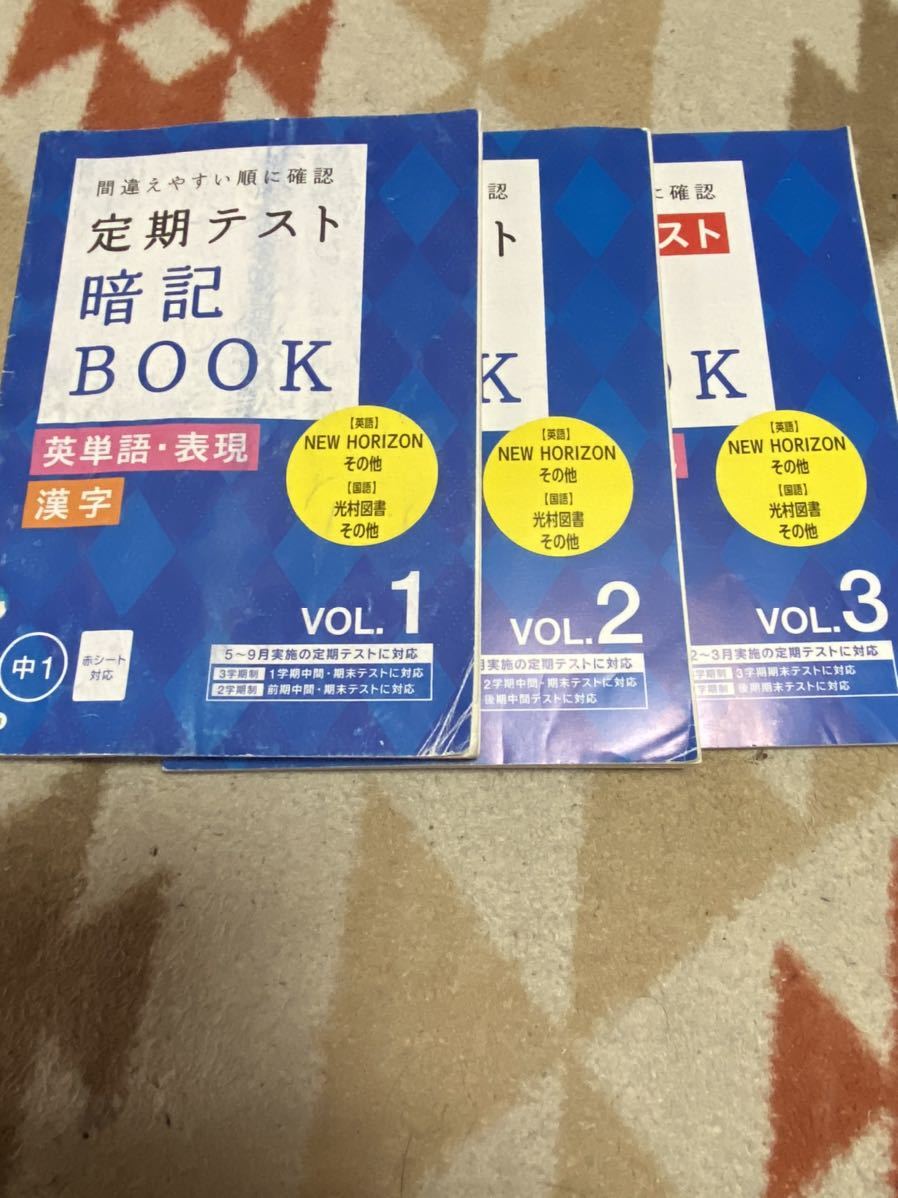 間違えやすい順に確認
定期テスト
暗記
BOOK
英単語・表現
漢字
【英語】
NEW HORIZON
その他
【国語】
光村図書
その他
VOL.1
中1
赤シート
対応
5～9月実施の定期テストに対応
3学期制 1学期中間・期末テストに対応
2学期制 前期中間・期末テストに対応
認
ト
K
【英語】
NEW HORIZON
その他
【国語】
光村図書
その他
VOL.2
月実施の定期テストに対応
2学期中間・期末テストに対応
後期中間テストに対応
に確認
スト
OK
【英語】
NEW HORIZON
その他
【国語】
光村図書
その他
VOL.3
2～3月実施の定期テストに対応
学期制 3学期期末テストに対応
学期制 後期期末テストに対応